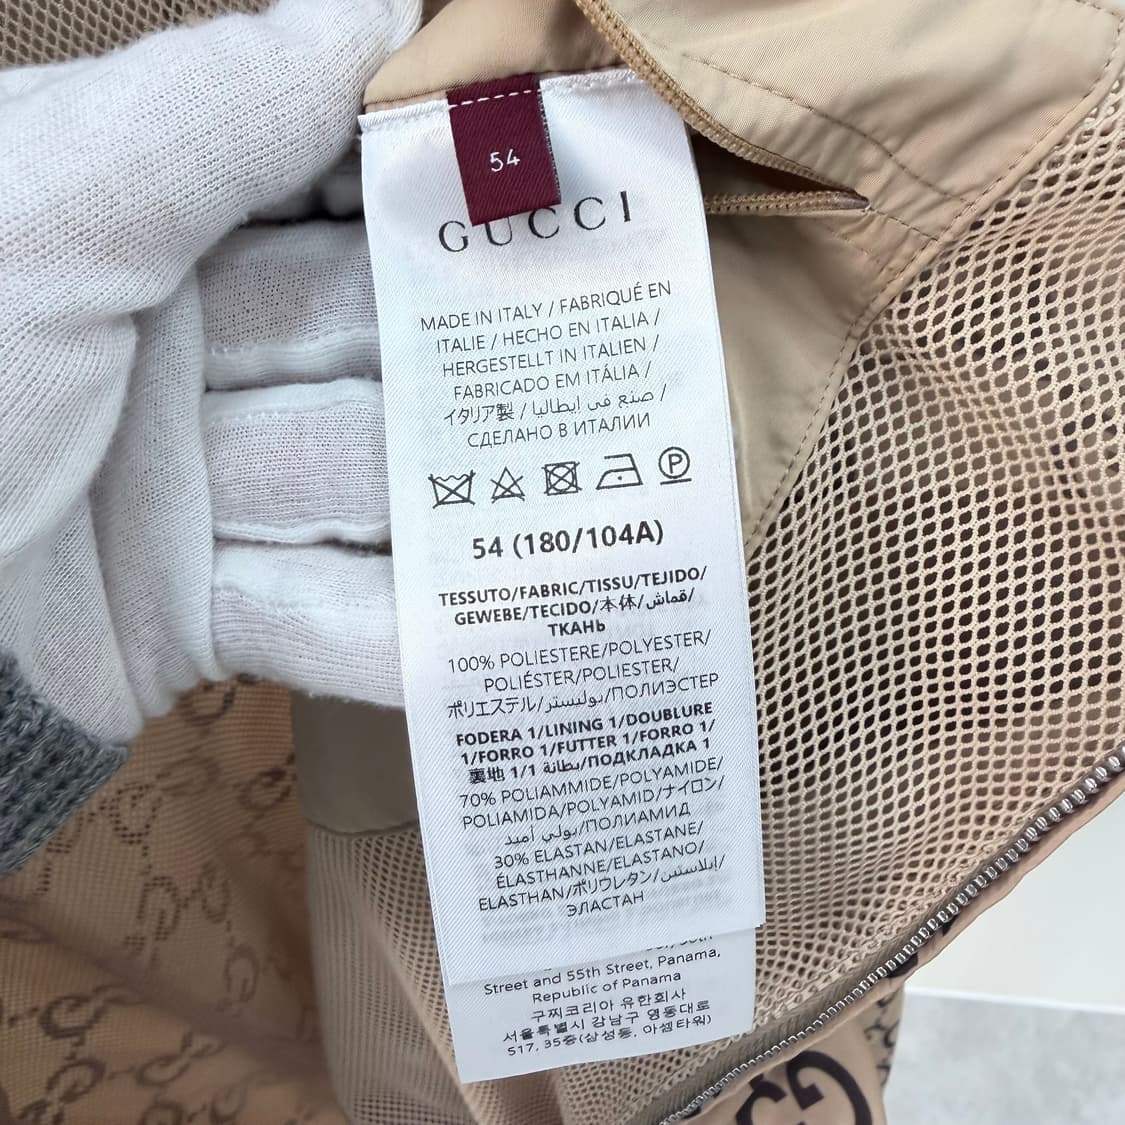 54
GUCCI
MADE IN ITALY / FABRIQUÉ EN
ITALIE / HECHO EN ITALIA /
HERGESTELLT IN ITALIEN /
FABRICADO EM ITÁLIA /
イタリア製 / صنع في إيطاليا /
СДЕЛАНО В ИТАЛИИ
P
54 (180/104A)
TESSUTO/FABRIC/TISSU/TEJIDO/
GEWEBE/TECIDO/本体/قماش/
ТКАНЬ
100% POLIESTERE/POLYESTER/
POLIÉSTER/POLIESTER/
ポリエステル/بوليستر/ПОЛИЭСТЕР
FODERA 1/LINING 1/DOUBLURE
1/FORRO 1/FUTTER 1/FORRO 1/
裏地 1/1 بطانة/ПОДКЛАДКА 1
70% POLIAMMIDE/POLYAMIDE/
POLIAMIDA/POLYAMID/ナイロン/
بولي أميد/ПОЛИАМИД
30% ELASTAN/ELASTANE/
ÉLASTHANNE/ELASTANO/
ELASTHAN/ポリウレタン/إيلاستين/
ЭЛАСТАН
Street and 55th Street, Panama,
Republic of Panama
구찌코리아 유한회사
서울특별시 강남구 영동대로
517, 35층(삼성동, 아셈타워)